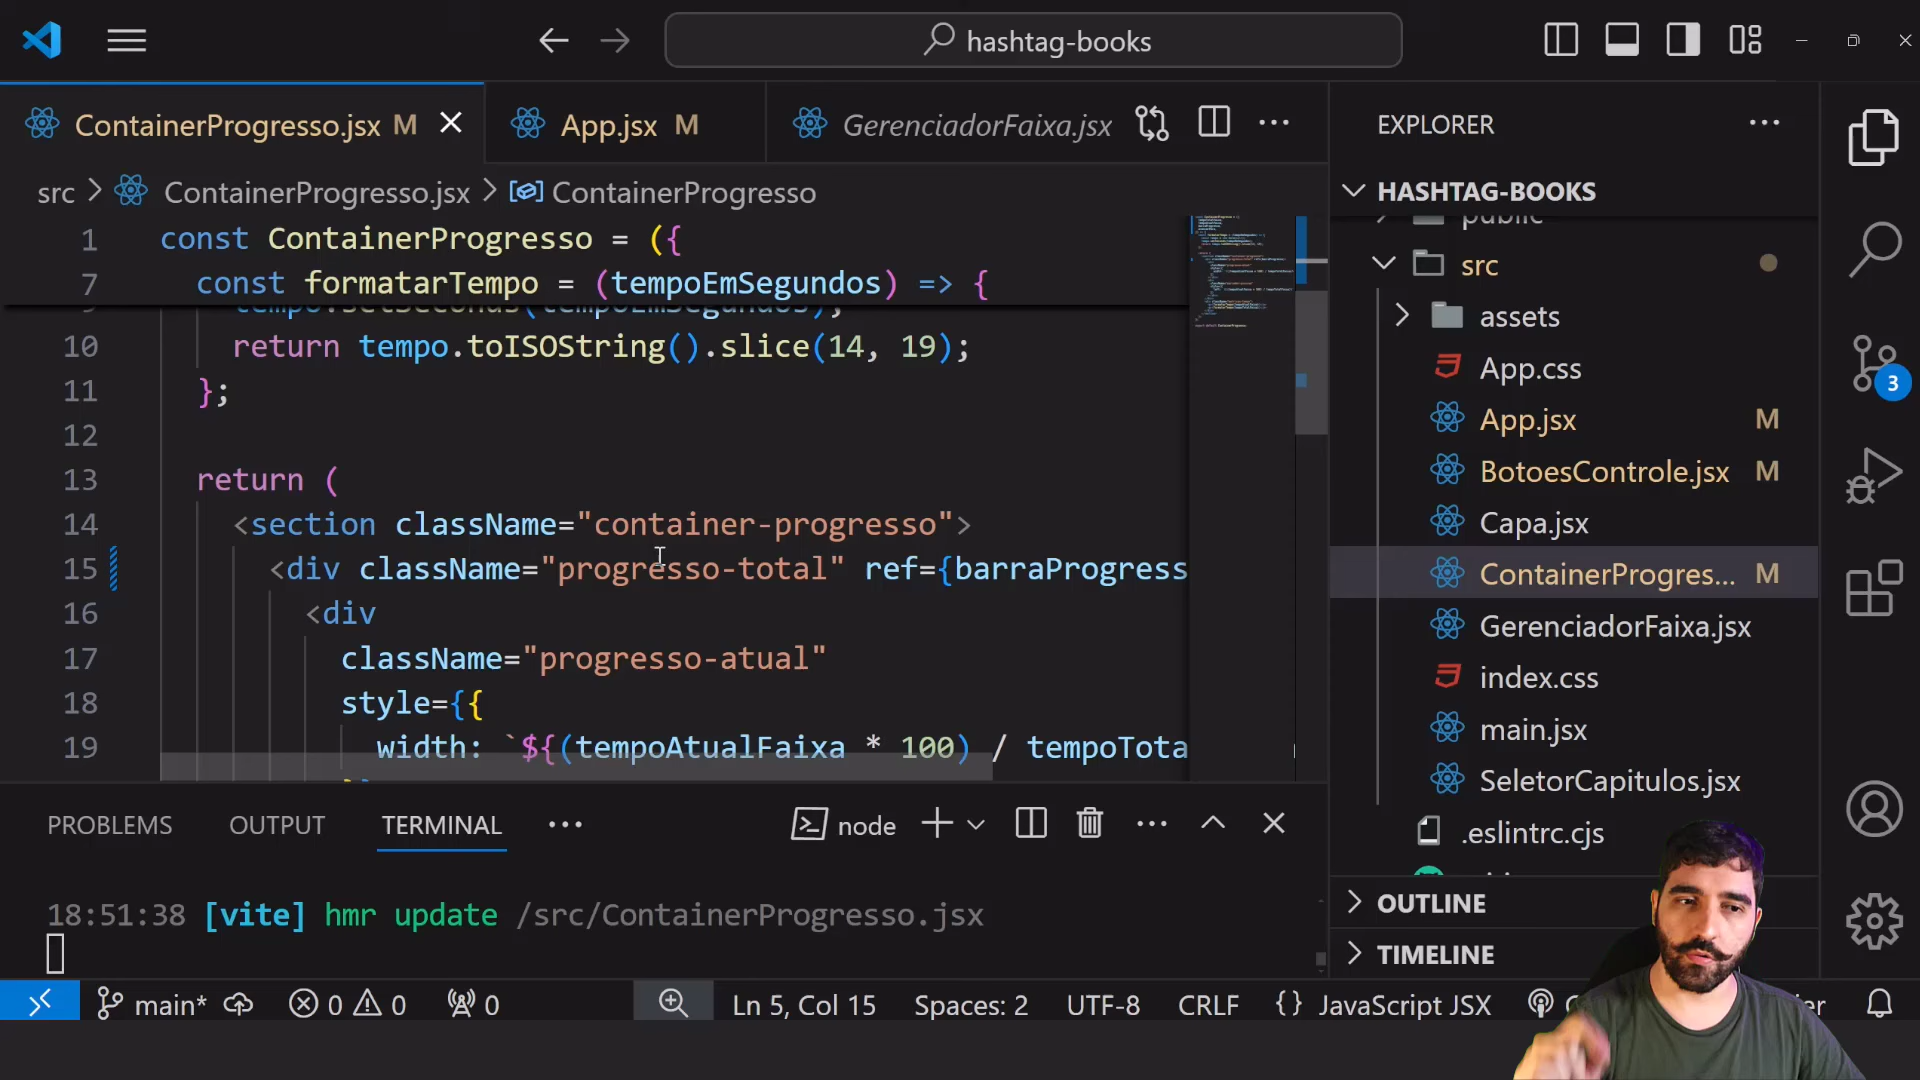 hashtag-books
ContainerProgresso.jsx M
App.jsx M
GerenciadorFaixa.jsx
src > ContainerProgresso.jsx > ContainerProgresso
1 const ContainerProgresso = ({
7 const formatarTempo = (tempoEmSegundos) => {
tempo.setSeconds(tempoEmSegundos);
10 return tempo.toISOString().slice(14, 19);
11 };
12
13 return (
14 <section className="container-progresso">
15 <div className="progresso-total" ref={barraProgress
16 <div
17 className="progresso-atual"
18 style={{
19 width: `${(tempoAtualFaixa * 100) / tempoTota
PROBLEMS OUTPUT TERMINAL
node
18:51:38 [vite] hmr update /src/ContainerProgresso.jsx
main* 0 0 0 Ln 5, Col 15 Spaces: 2 UTF-8 CRLF {} JavaScript JSX
EXPLORER
HASHTAG-BOOKS
public
src
assets
App.css
App.jsx M
BotoesControle.jsx M
Capa.jsx
ContainerProgres... M
GerenciadorFaixa.jsx
index.css
main.jsx
SeletorCapitulos.jsx
.eslintrc.cjs
OUTLINE
TIMELINE
3